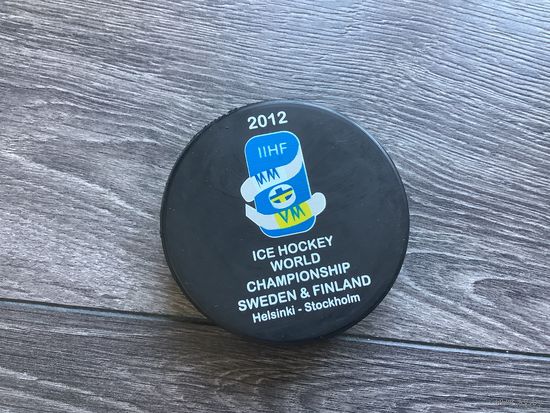 2012
IIHF
MM
VM
ICE HOCKEY
WORLD
CHAMPIONSHIP
SWEDEN & FINLAND
Helsinki - Stockholm